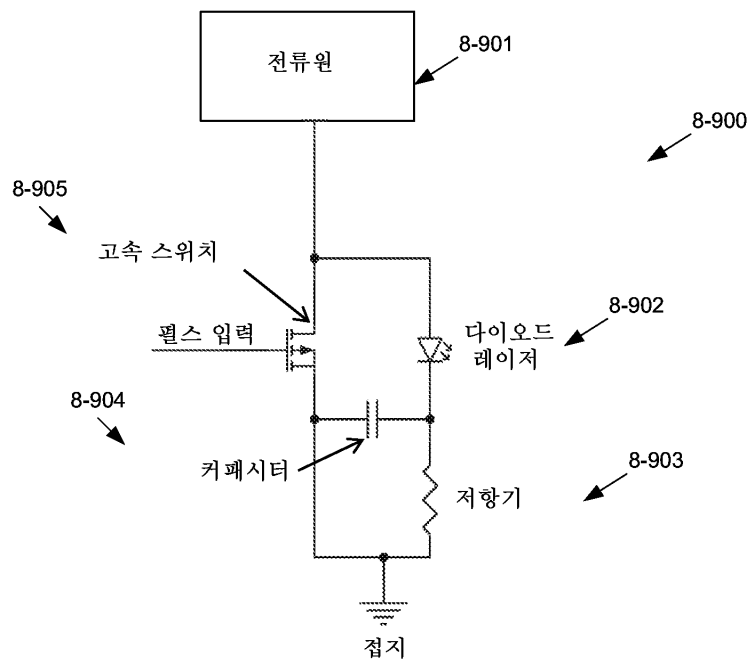 전류원
8-901
8-900
8-905
고속 스위치
8-902
다이오드
레이저
펄스 입력
8-904
커패시터
8-903
저항기
접지